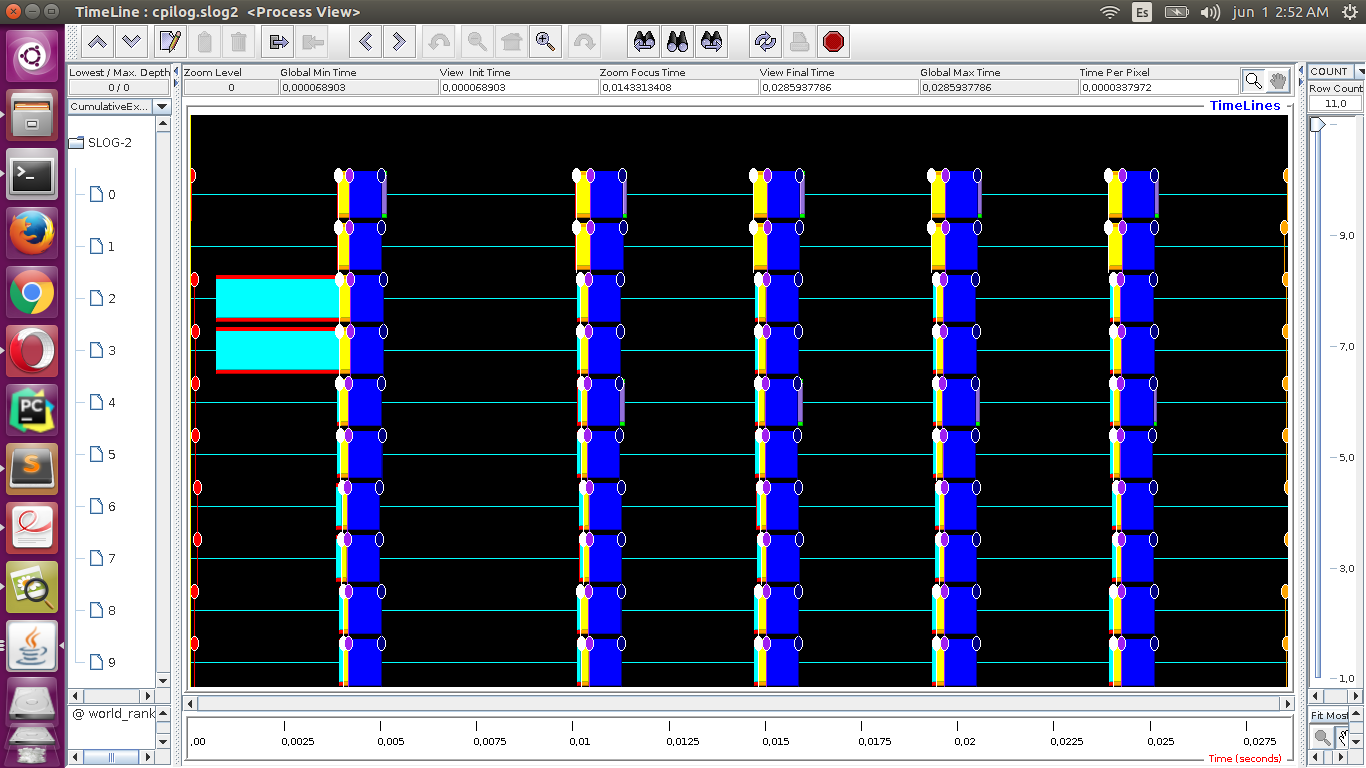 TimeLine : cpilog.slog2 <Process View>
Es
jun 1 2:52 AM
Lowest / Max. Depth
0 / 0
Zoom Level
0
Global Min Time
0,000068903
View Init Time
0,000068903
Zoom Focus Time
0,0143313408
View Final Time
0,0285937786
Global Max Time
0,0285937786
Time Per Pixel
0,0000337972
COUNT
Row Count
11,0
CumulativeEx...
TimeLines
SLOG-2
0
1
2
3
4
5
6
7
8
9
9,0
7,0
5,0
3,0
1,0
PC
S
@ world_rank
Fit Most
,00
0,0025
0,005
0,0075
0,01
0,0125
0,015
0,0175
0,02
0,0225
0,025
0,0275
Time (seconds)